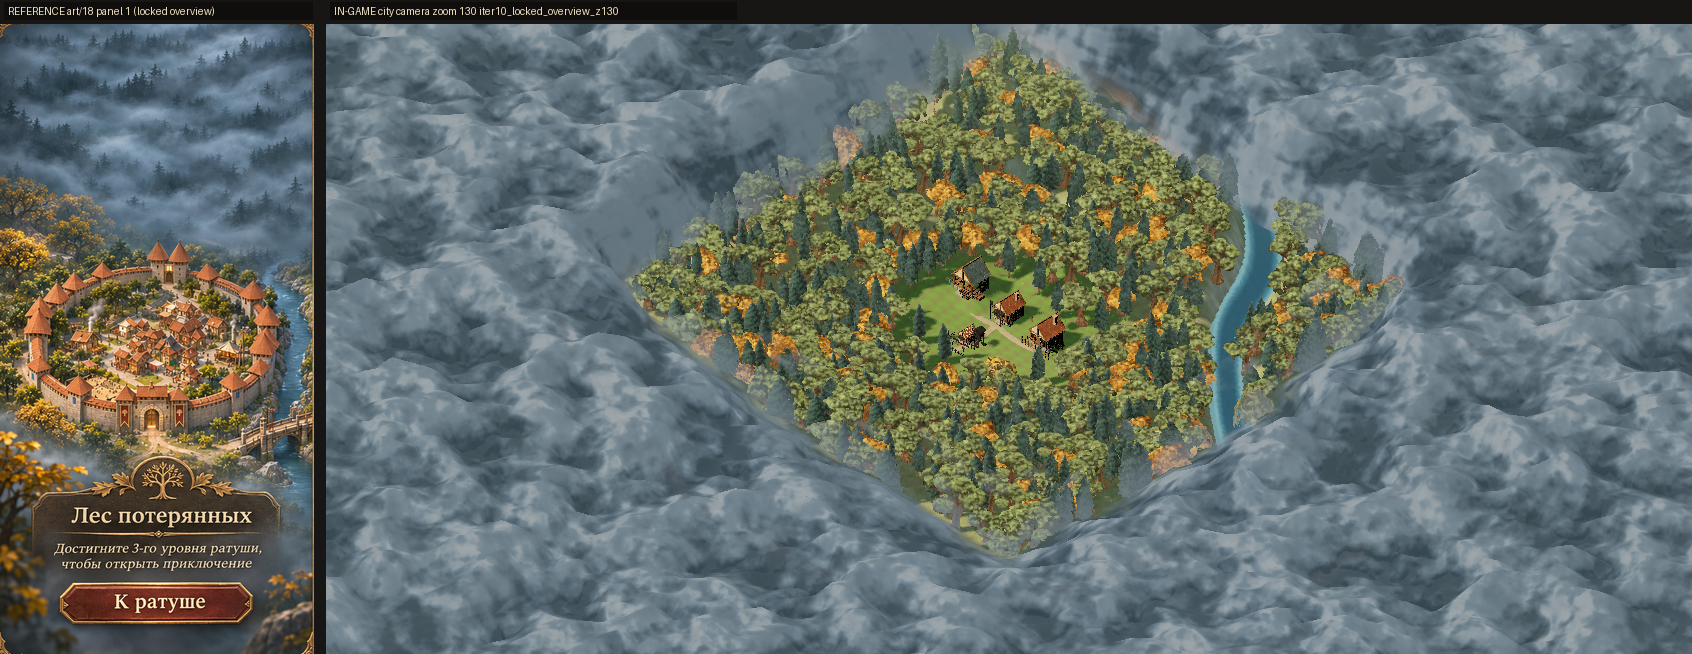 REFERENCE art/18 panel 1 (locked overview)
IN-GAME city camera zoom 130 iter10_locked_overview_z130
Лес потерянных
Достигните 3-го уровня ратуши,
чтобы открыть приключение
К ратуше